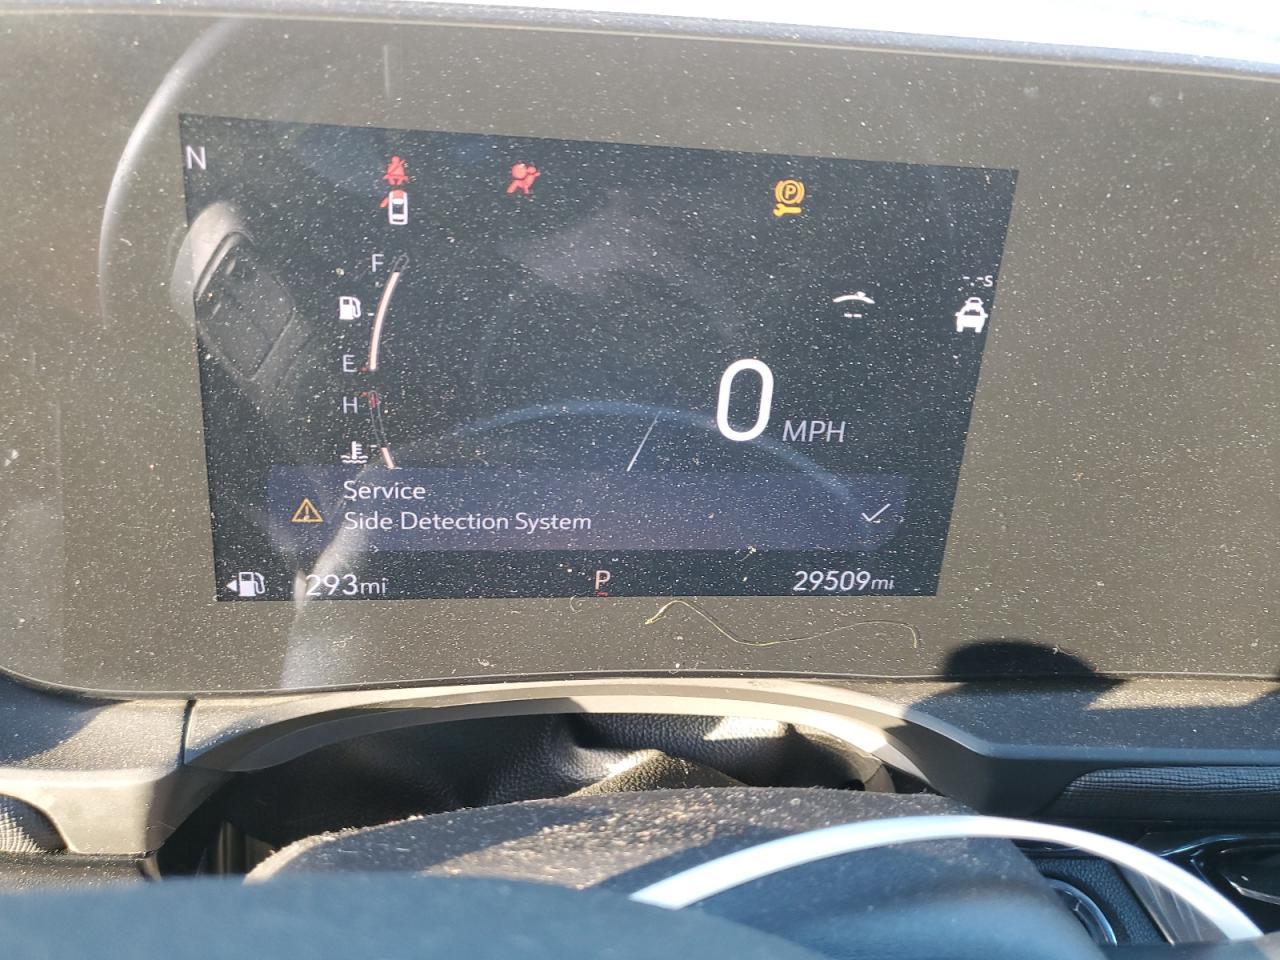 N
P
F
-.-s
E
0 MPH
H
Service
Side Detection System
293mi
P
29509mi